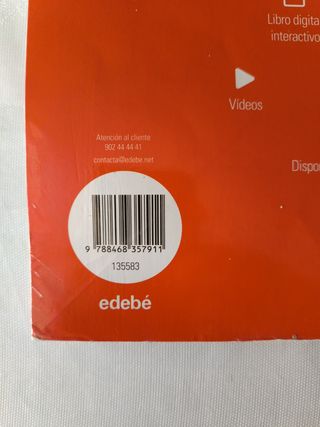 Libro digita
interactivo
Vídeos
Atención al cliente
902 44 44 41
contacta@edebe.net
Dispo
9 788468 357911
135583
edebé